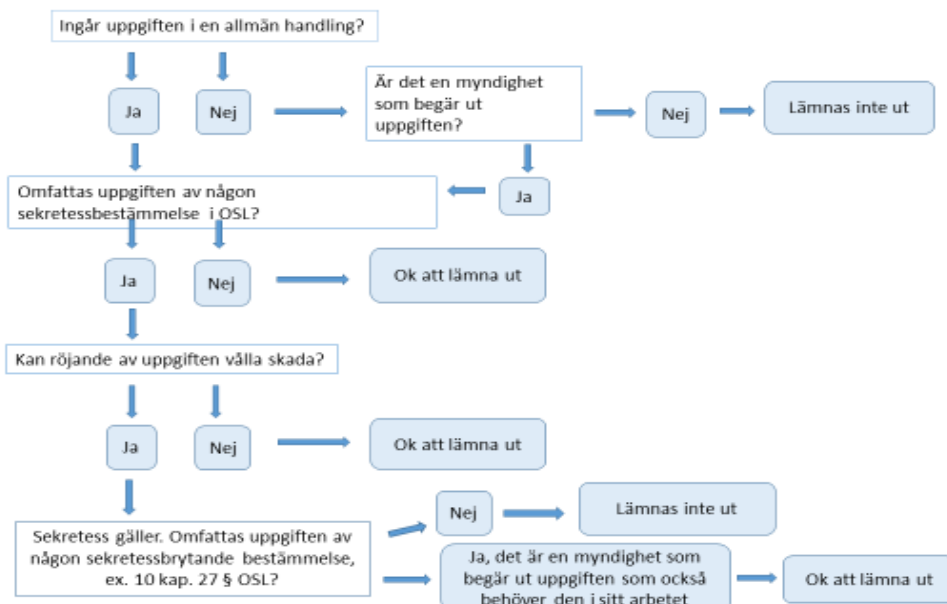 Ingår uppgiften i en allmän handling?
Är det en myndighet
som begär ut
uppgiften?
Ja
Nej
Nej
Lämnas inte ut
Ja
Omfattas uppgiften av någon
sekretessbestämmelse i OSL?
Ja
Nej
Ok att lämna ut
Kan röjande av uppgiften vålla skada?
Ja
Nej
Ok att lämna ut
Sekretess gäller. Omfattas uppgiften av
någon sekretessbrytande bestämmelse,
ex. 10 kap. 27 § OSL?
Nej
Lämnas inte ut
Ja, det är en myndighet som
begär ut uppgiften som också
behöver den i sitt arbetet
Ok att lämna ut